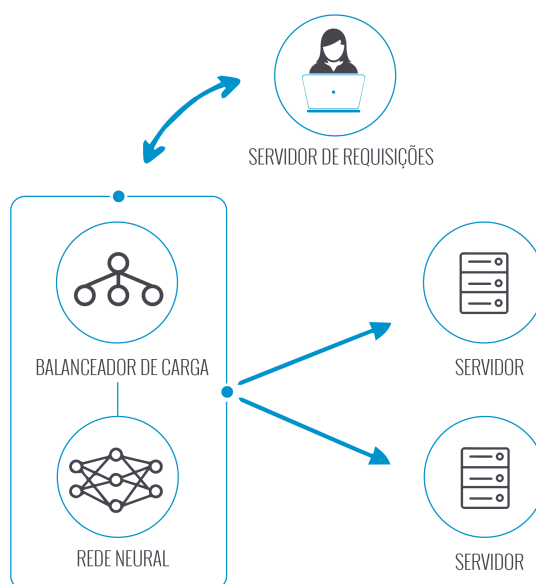 SERVIDOR DE REQUISIÇÕES
BALANCEADOR DE CARGA
SERVIDOR
REDE NEURAL
SERVIDOR